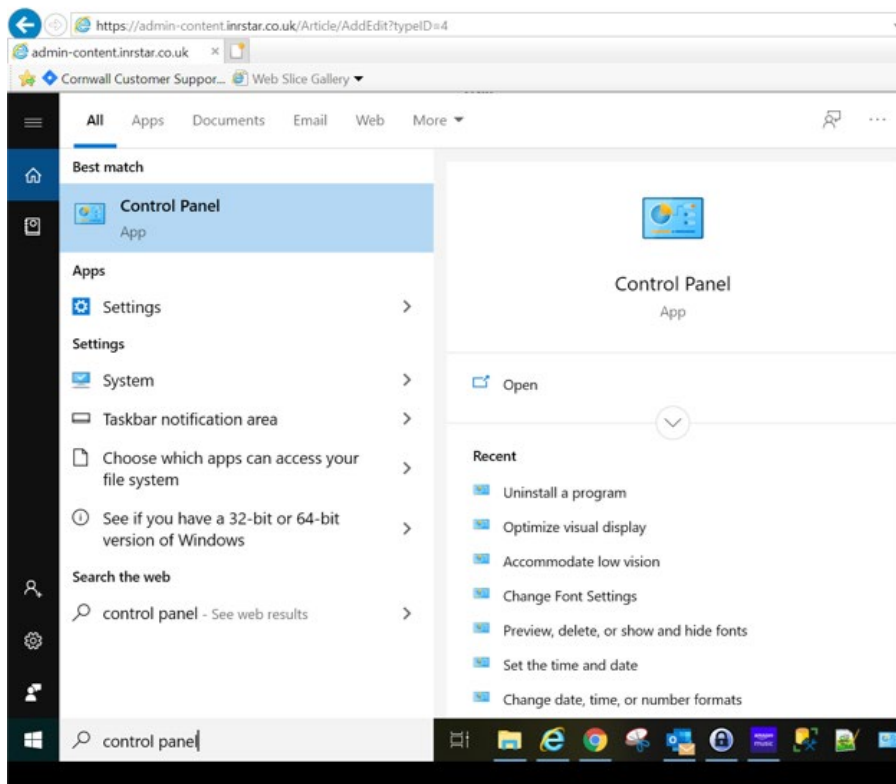 https://admin-content.inrstar.co.uk/Article/AddEdit?typeID=4
admin-content.inrstar.co.uk
Cornwall Customer Suppor... Web Slice Gallery
All Apps Documents Email Web More
Best match
Control Panel
App
Apps
Settings
Settings
System
Taskbar notification area
Choose which apps can access your
file system
See if you have a 32-bit or 64-bit
version of Windows
Search the web
control panel - See web results
control panel
Control Panel
App
Open
Recent
Uninstall a program
Optimize visual display
Accommodate low vision
Change Font Settings
Preview, delete, or show and hide fonts
Set the time and date
Change date, time, or number formats
amazon
music